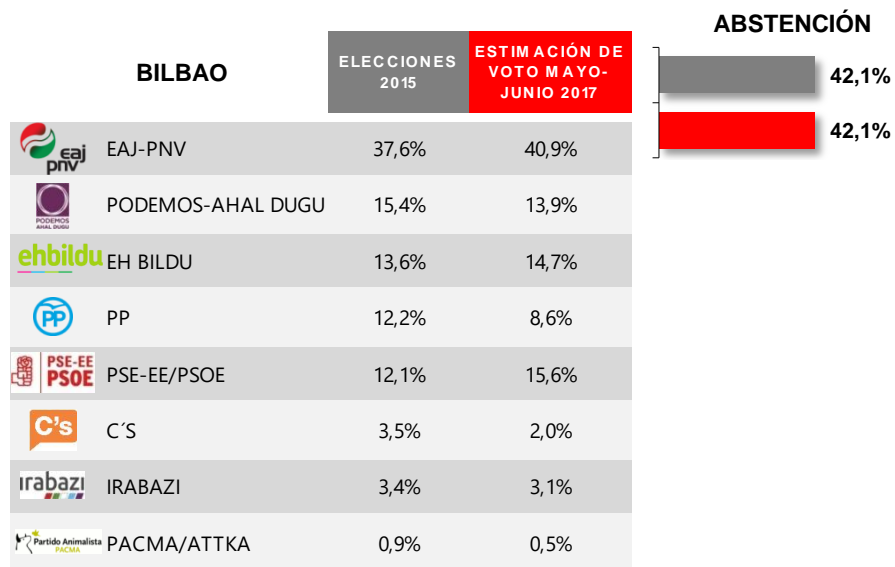 ABSTENCIÓN
BILBAO
ELECCIONES
2015
ESTIMACIÓN DE
VOTO MAYO-
JUNIO 2017
42,1%
42,1%
eaj
pnv
EAJ-PNV 37,6% 40,9%
PODEMOS
AHAL DUGU
PODEMOS-AHAL DUGU 15,4% 13,9%
ehbildu
EH BILDU 13,6% 14,7%
PP
PP 12,2% 8,6%
PSE-EE
PSOE
PSE-EE/PSOE 12,1% 15,6%
C's
C´S 3,5% 2,0%
irabazi
IRABAZI 3,4% 3,1%
Partido Animalista
PACMA
PACMA/ATTKA 0,9% 0,5%